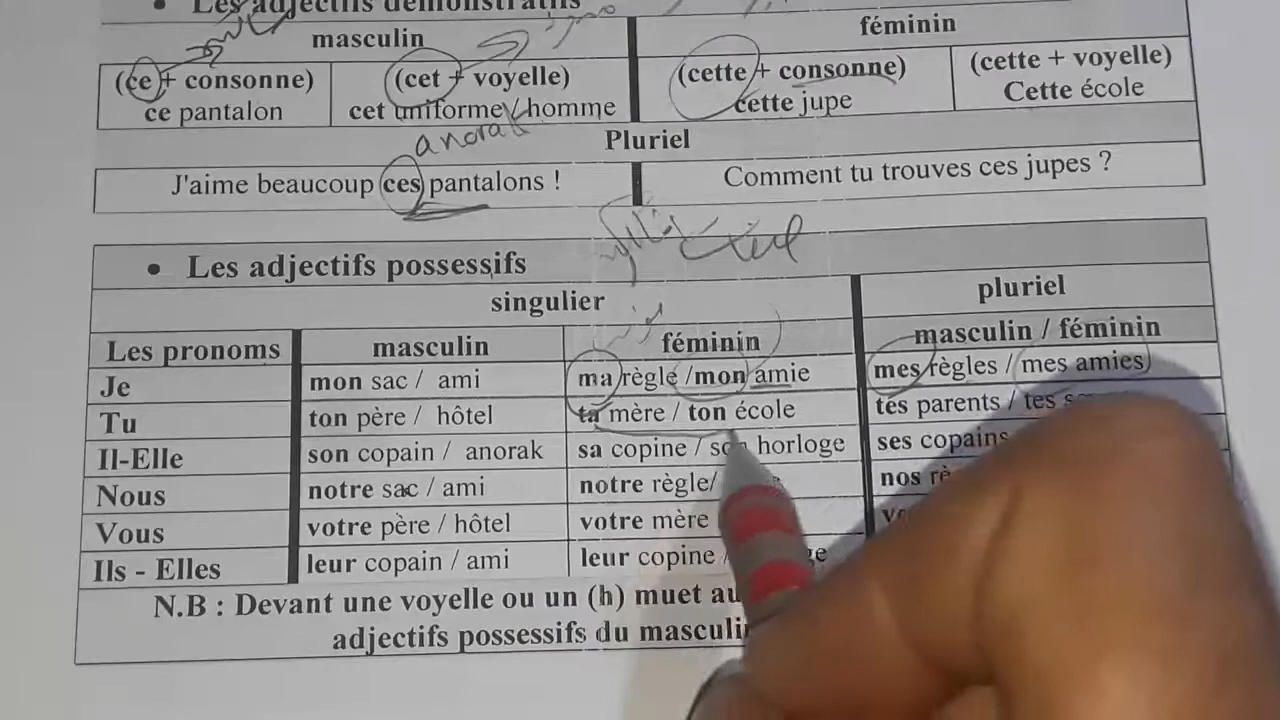 • Les adjectifs démonstratifs
masculin féminin
(ce + consonne) (cet + voyelle) (cette + consonne) (cette + voyelle)
ce pantalon cet uniforme / homme cette jupe Cette école
anorak
Pluriel
J'aime beaucoup ces pantalons ! Comment tu trouves ces jupes ?
• Les adjectifs possessifs
singulier pluriel
Les pronoms masculin féminin masculin / féminin
Je mon sac / ami ma règle /mon amie mes règles / mes amies
Tu ton père / hôtel ta mère / ton école tes parents / tes
Il-Elle son copain / anorak sa copine / son horloge ses copains
Nous notre sac / ami notre règle/ nos
Vous votre père / hôtel votre mère
Ils - Elles leur copain / ami leur copine /
N.B : Devant une voyelle ou un (h) muet au
adjectifs possessifs du